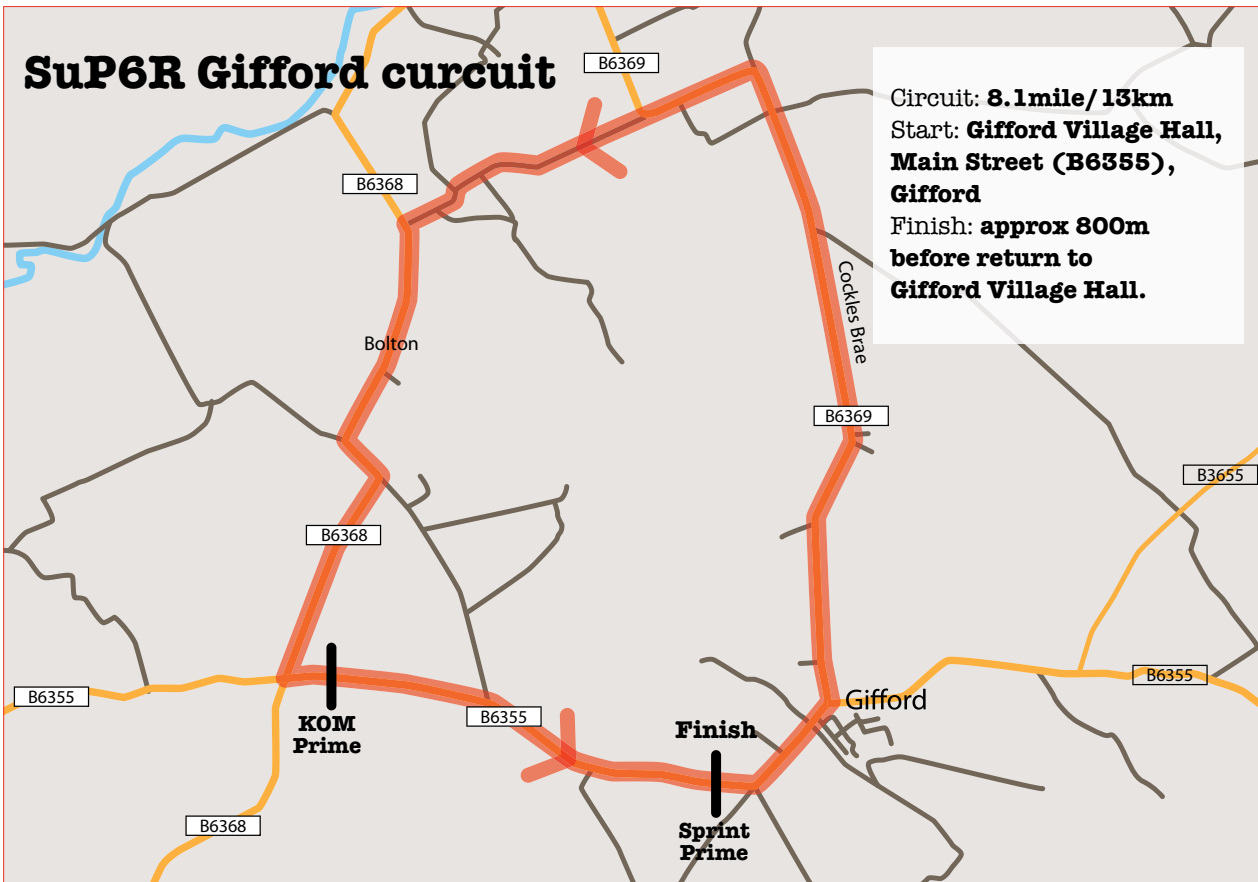 SuP6R Gifford curcuit
B6369
Circuit: 8.1mile/13km
Start: Gifford Village Hall,
Main Street (B6355),
Gifford
Finish: approx 800m
before return to
Gifford Village Hall.
B6368
Cockles Brae
Bolton
B6369
B3655
B6368
B6355
B6355
Gifford
B6355
KOM
Prime
Finish
B6368
Sprint
Prime